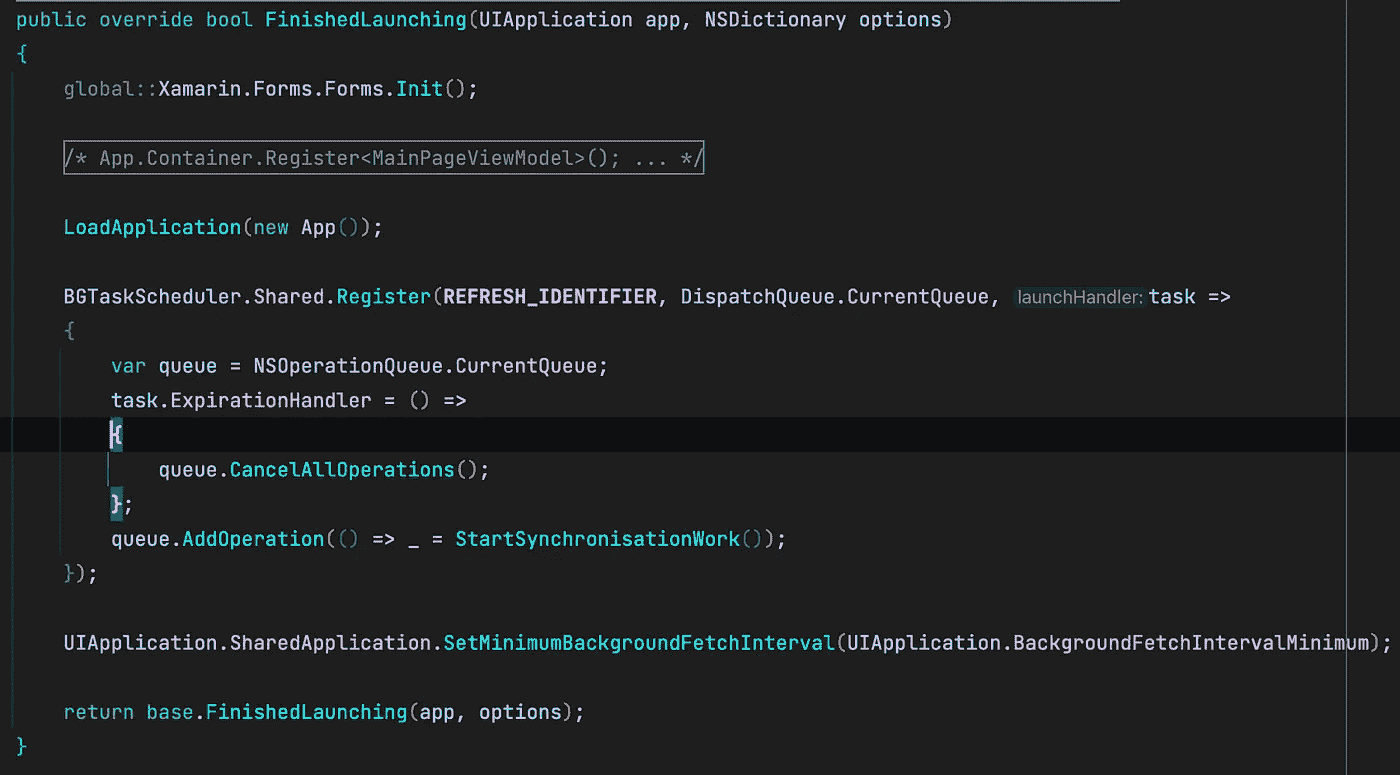 public override bool FinishedLaunching(UIApplication app, NSDictionary options)
{
global::Xamarin.Forms.Forms.Init();
/* App.Container.Register<MainPageViewModel>(); ... */
LoadApplication(new App());
BGTaskScheduler.Shared.Register(REFRESH_IDENTIFIER, DispatchQueue.CurrentQueue, launchHandler: task =>
{
var queue = NSOperationQueue.CurrentQueue;
task.ExpirationHandler = () =>
{
queue.CancelAllOperations();
};
queue.AddOperation(() => _ = StartSynchronisationWork());
});
UIApplication.SharedApplication.SetMinimumBackgroundFetchInterval(UIApplication.BackgroundFetchIntervalMinimum);
return base.FinishedLaunching(app, options);
}